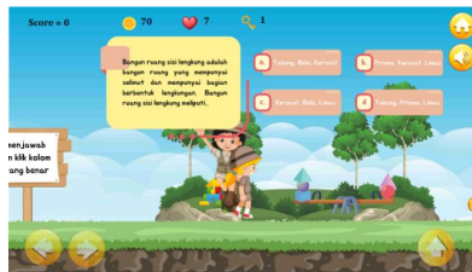 Score = 0
70
7
1
Bangun ruang sisi lengkung adalah
bangun ruang yang mempunyai
selimut dan mempunyai bagian
berbentuk lengkungan. Bangun
ruang sisi lengkung meliputi,
a. Tabung, Bola, Kerucut
b. Prisma, Kerucut, Limas
c. Kerucut, Bola, Limas
d Tabung, Prisma, Limas
menjawab
n klik kolom
ang benar